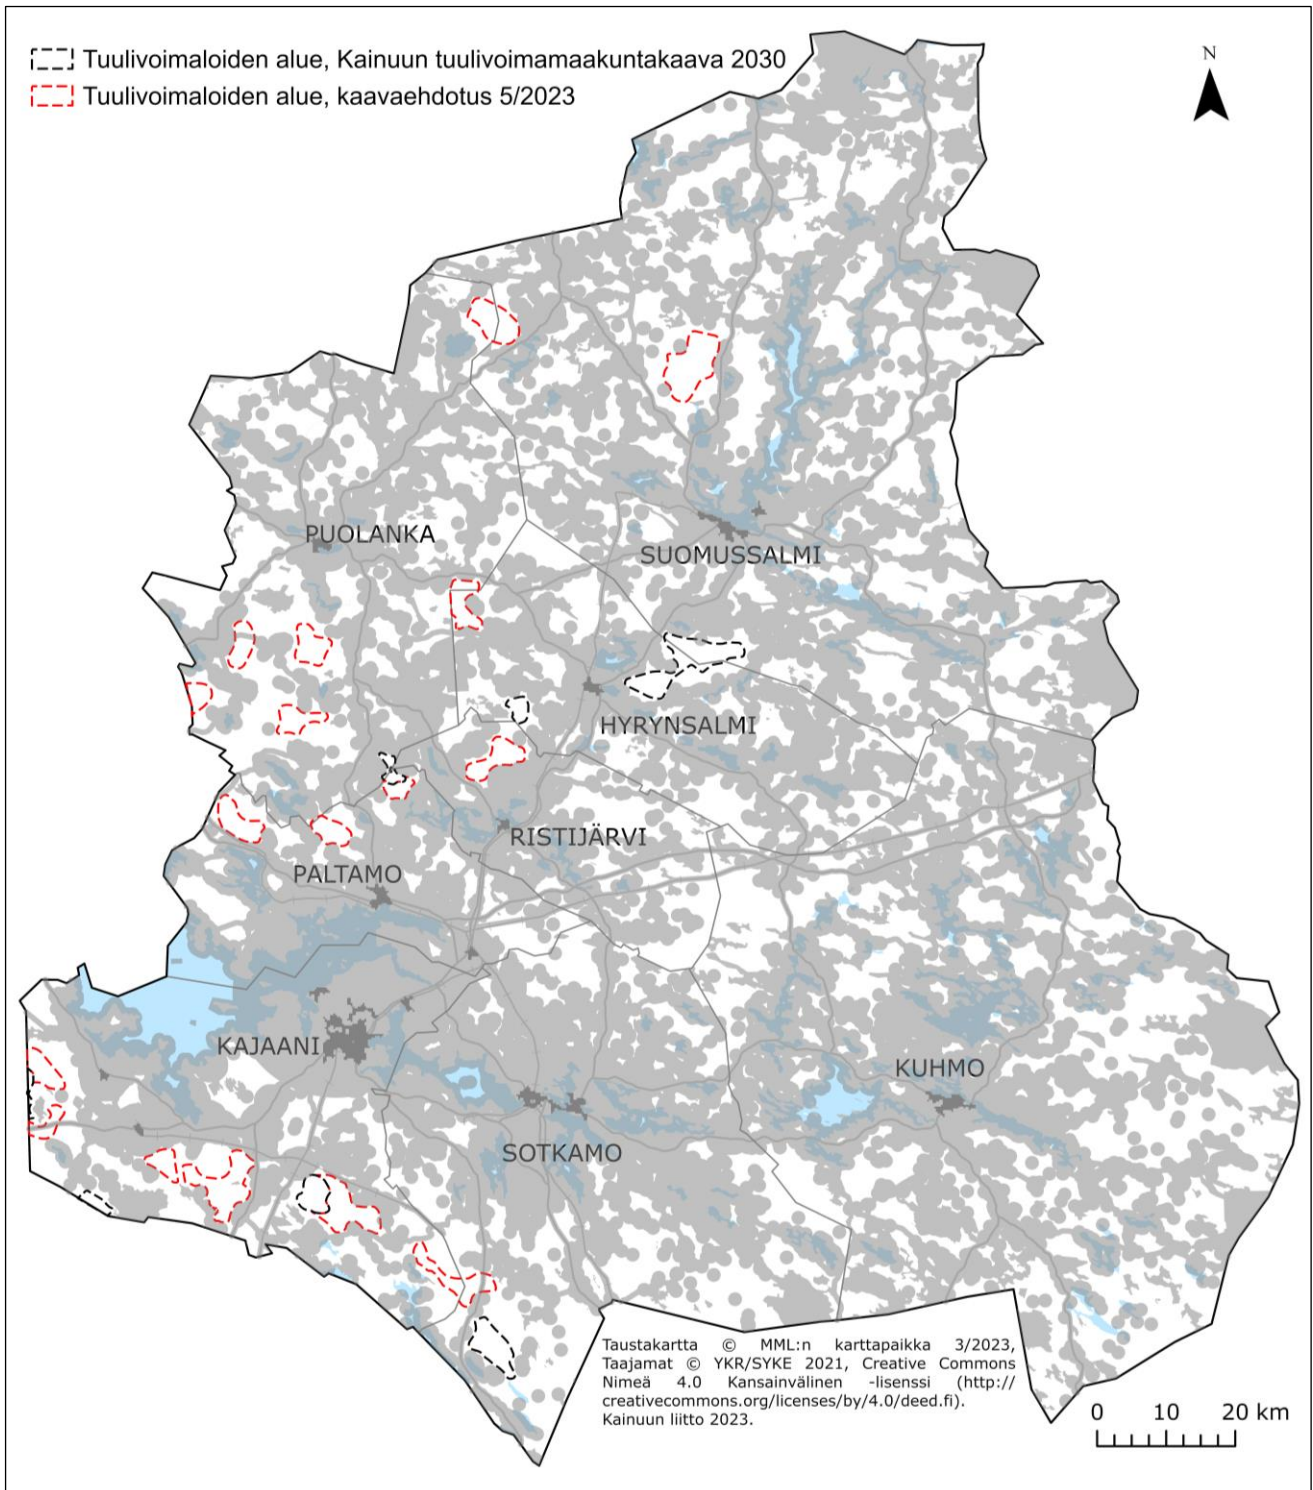 Tuulivoimaloiden alue, Kainuun tuulivoimamaakuntakaava 2030
Tuulivoimaloiden alue, kaavaehdotus 5/2023
N
PUOLANKA
SUOMUSSALMI
HYRYNSALMI
RISTIJÄRVI
PALTAMO
KAJAANI
KUHMO
SOTKAMO
Taustakartta © MML:n karttapaikka 3/2023,
Taajamat © YKR/SYKE 2021, Creative Commons
Nimeä 4.0 Kansainvälinen -lisenssi (http://
creativecommons.org/licenses/by/4.0/deed.fi).
Kainuun liitto 2023.
0 10 20 km